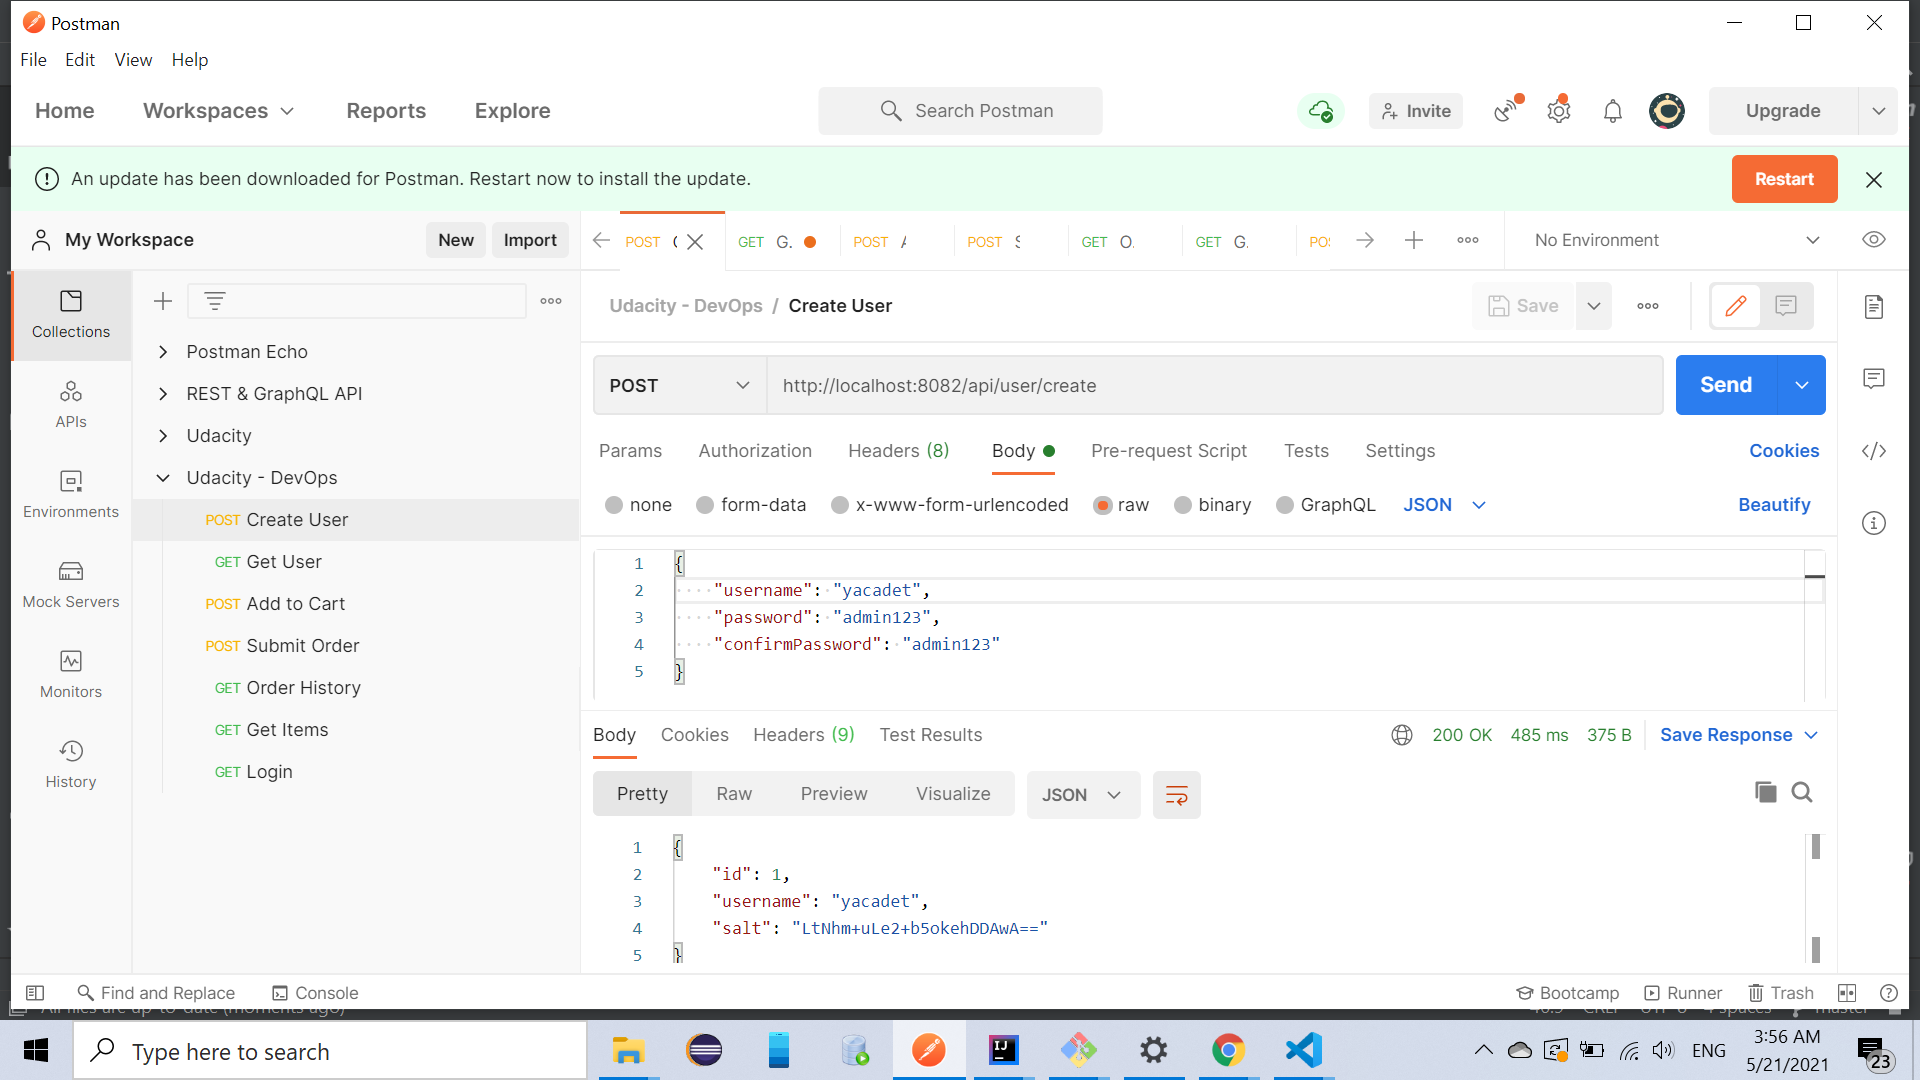 Postman
File Edit View Help
Home Workspaces Reports Explore Search Postman Invite Upgrade
An update has been downloaded for Postman. Restart now to install the update. Restart
My Workspace New Import POST GET G. POST POST GET O. GET G. No Environment
Collections
APIs
Environments
Mock Servers
Monitors
History
Postman Echo
REST & GraphQL API
Udacity
Udacity - DevOps
POST Create User
GET Get User
POST Add to Cart
POST Submit Order
GET Order History
GET Get Items
GET Login
Udacity - DevOps / Create User Save
POST http://localhost:8082/api/user/create Send
Params Authorization Headers (8) Body Pre-request Script Tests Settings Cookies
none form-data x-www-form-urlencoded raw binary GraphQL JSON Beautify
1 {
2 "username": "yacadet",
3 "password": "admin123",
4 "confirmPassword": "admin123"
5 }
Body Cookies Headers (9) Test Results 200 OK 485 ms 375 B Save Response
Pretty Raw Preview Visualize JSON
1 {
2 "id": 1,
3 "username": "yacadet",
4 "salt": "LtNhm+uLe2+b5okehDDAwA=="
5 }
Find and Replace Console Bootcamp Runner Trash
Type here to search ENG 3:56 AM
5/21/2021 23